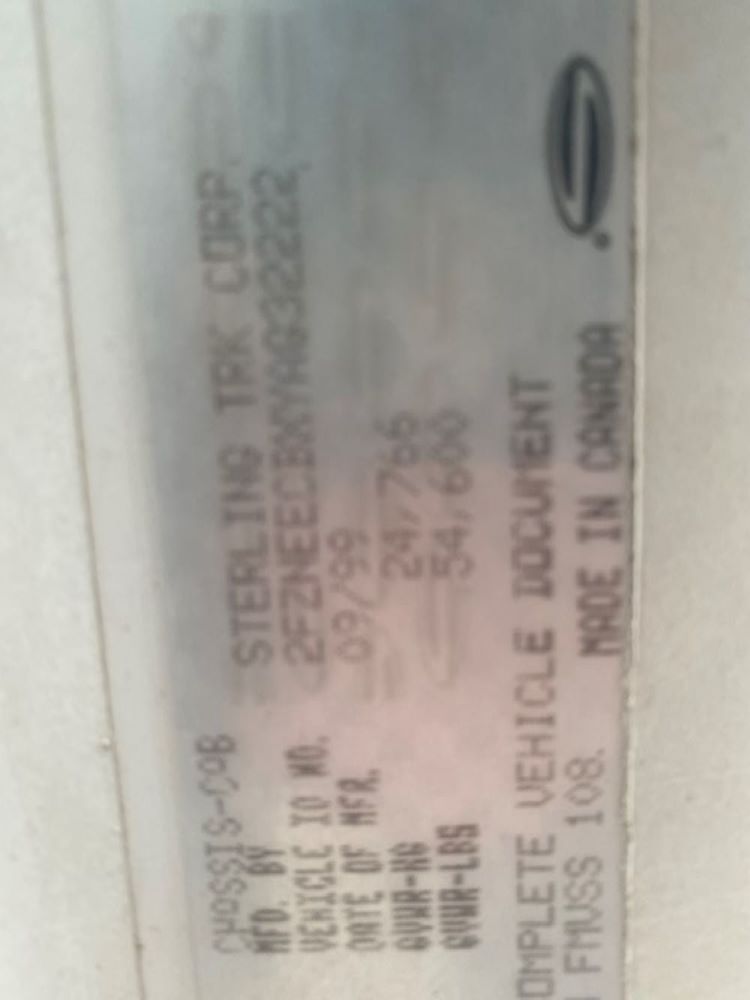 CHASSIS-CAB
MFD. BY STERLING TRK CORP.
VEHICLE ID NO.
DATE OF MFR. 09/99
GVWR-KG 24,766
GVWR-LBS 54,600
OMPLETE VEHICLE DOCUMENT
FMVSS 108. MADE IN CANADA